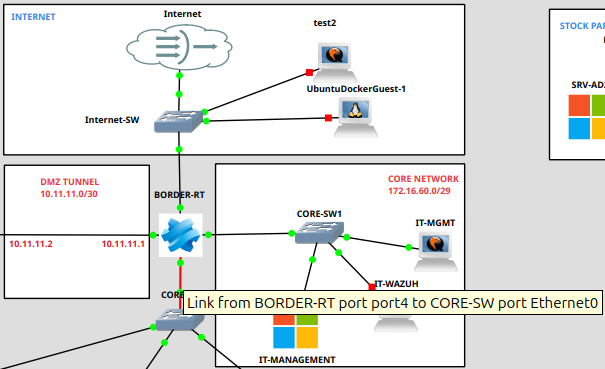 INTERNET
Internet
test2
UbuntuDockerGuest-1
Internet-SW
STOCK PA
SRV-AD
DMZ TUNNEL
10.11.11.0/30
BORDER-RT
CORE NETWORK
172.16.60.0/29
10.11.11.2
10.11.11.1
CORE-SW1
IT-MGMT
IT-WAZUH
CORE
Link from BORDER-RT port port4 to CORE-SW port Ethernet0
IT-MANAGEMENT